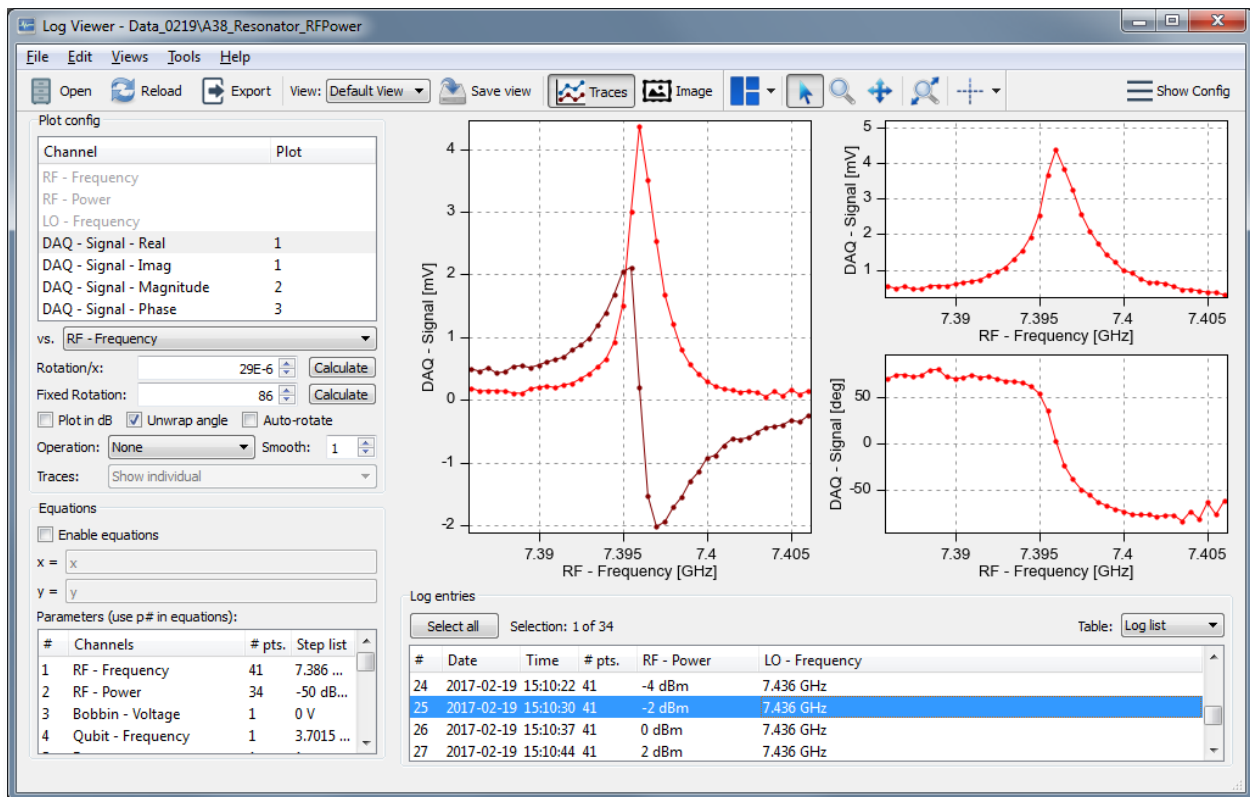 Log Viewer - Data_0219\A38_Resonator_RFPower
File Edit Views Tools Help
Open Reload Export View: Default View Save view Traces Image Show Config
Plot config
Channel Plot
RF - Frequency
RF - Power
LO - Frequency
DAQ - Signal - Real 1
DAQ - Signal - Imag 1
DAQ - Signal - Magnitude 2
DAQ - Signal - Phase 3
vs. RF - Frequency
Rotation/x: 29E-6 Calculate
Fixed Rotation: 86 Calculate
Plot in dB Unwrap angle Auto-rotate
Operation: None Smooth: 1
Traces: Show individual
Equations
Enable equations
x = x
y = y
Parameters (use p# in equations):
# Channels # pts. Step list
1 RF - Frequency 41 7.386 ...
2 RF - Power 34 -50 dB...
3 Bobbin - Voltage 1 0 V
4 Qubit - Frequency 1 3.7015 ...
DAQ - Signal [mV]
4
3
2
1
0
-1
-2
7.39 7.395 7.4 7.405
RF - Frequency [GHz]
DAQ - Signal [mV]
5
4
3
2
1
7.39 7.395 7.4 7.405
RF - Frequency [GHz]
DAQ - Signal [deg]
50
0
-50
7.39 7.395 7.4 7.405
RF - Frequency [GHz]
Log entries
Select all Selection: 1 of 34 Table: Log list
# Date Time # pts. RF - Power LO - Frequency
24 2017-02-19 15:10:22 41 -4 dBm 7.436 GHz
25 2017-02-19 15:10:30 41 -2 dBm 7.436 GHz
26 2017-02-19 15:10:37 41 0 dBm 7.436 GHz
27 2017-02-19 15:10:44 41 2 dBm 7.436 GHz